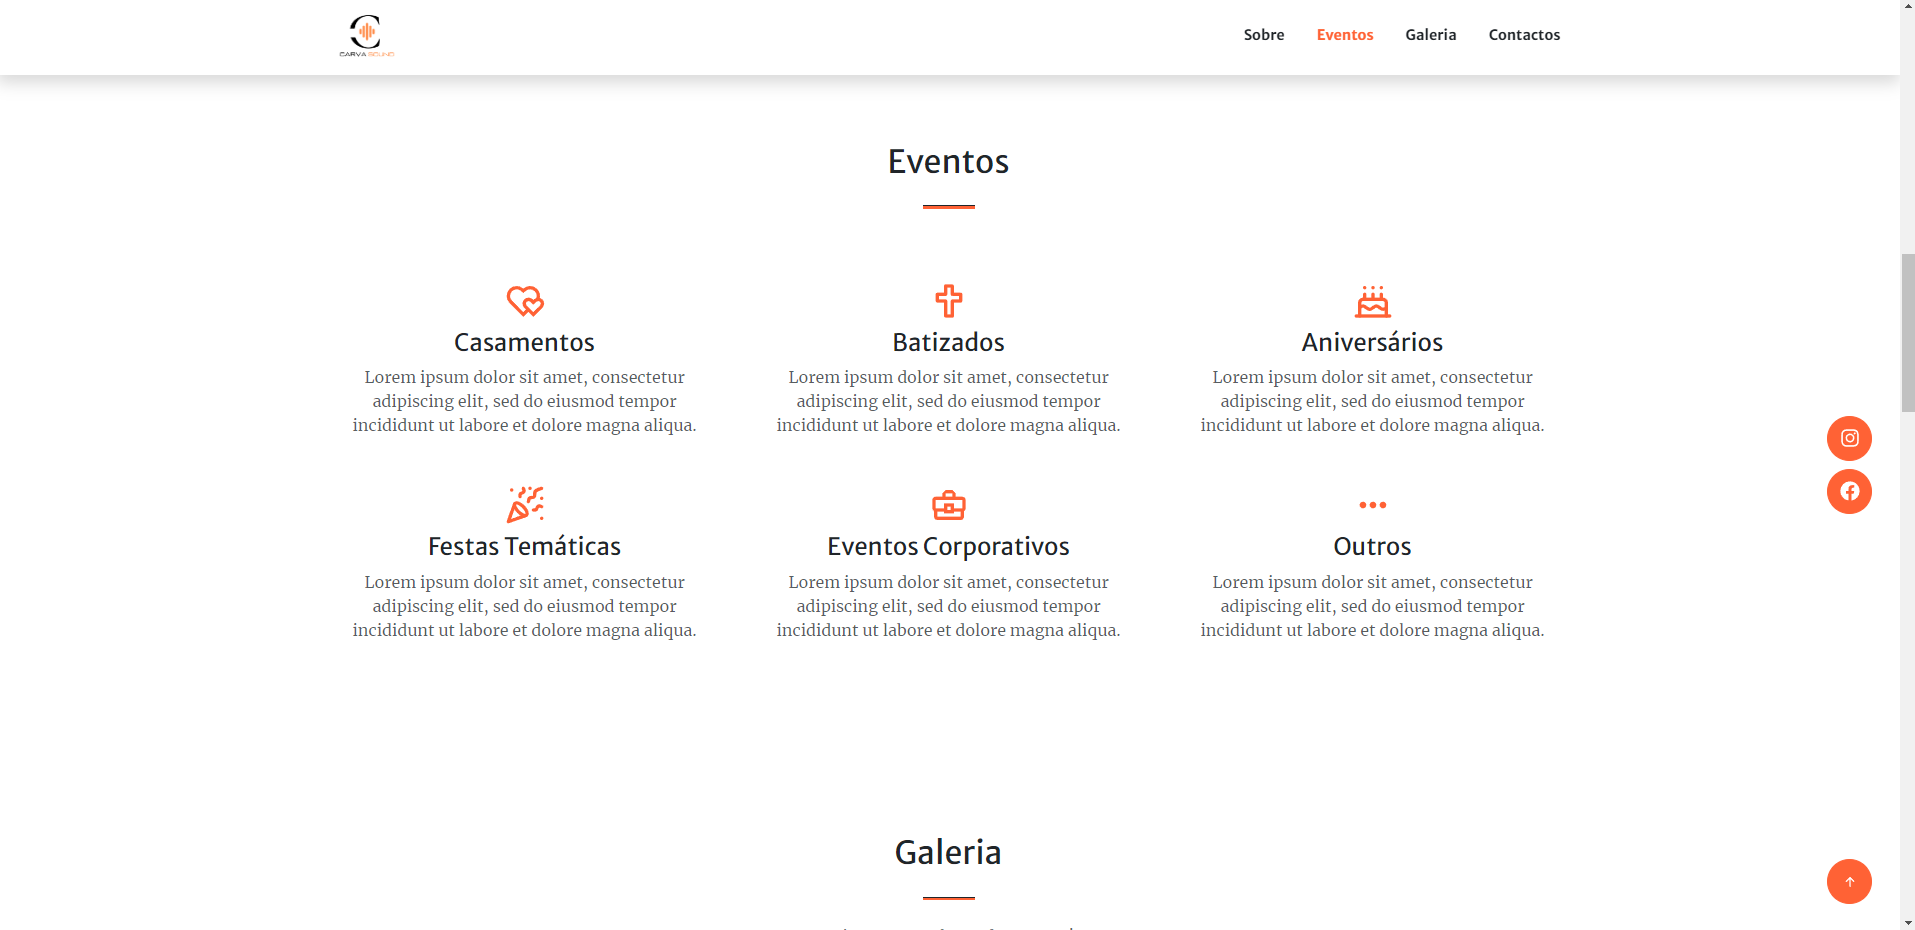 CARVA SOUND
Sobre
Eventos
Galeria
Contactos
Eventos
Casamentos
Lorem ipsum dolor sit amet, consectetur
adipiscing elit, sed do eiusmod tempor
incididunt ut labore et dolore magna aliqua.
Batizados
Lorem ipsum dolor sit amet, consectetur
adipiscing elit, sed do eiusmod tempor
incididunt ut labore et dolore magna aliqua.
Aniversários
Lorem ipsum dolor sit amet, consectetur
adipiscing elit, sed do eiusmod tempor
incididunt ut labore et dolore magna aliqua.
Festas Temáticas
Lorem ipsum dolor sit amet, consectetur
adipiscing elit, sed do eiusmod tempor
incididunt ut labore et dolore magna aliqua.
Eventos Corporativos
Lorem ipsum dolor sit amet, consectetur
adipiscing elit, sed do eiusmod tempor
incididunt ut labore et dolore magna aliqua.
Outros
Lorem ipsum dolor sit amet, consectetur
adipiscing elit, sed do eiusmod tempor
incididunt ut labore et dolore magna aliqua.
Galeria